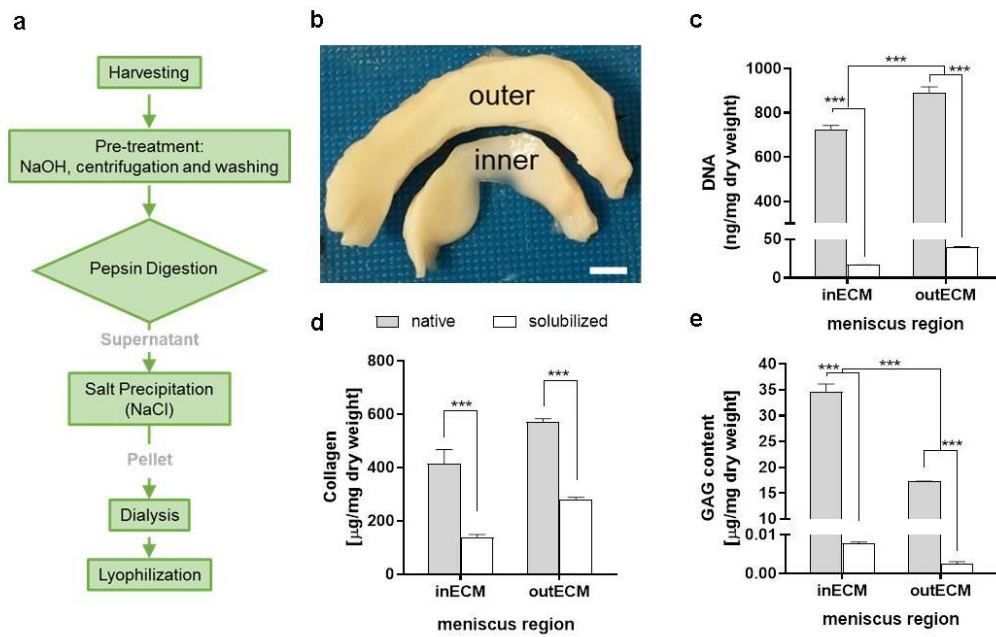 a
Harvesting
Pre-treatment:
NaOH, centrifugation and washing
Pepsin Digestion
Supernatant
Salt Precipitation
(NaCl)
Pellet
Dialysis
Lyophilization
b
outer
inner
c
DNA
(ng/mg dry weight)
1000
800
600
50
0
***
***
***
inECM outECM
meniscus region
native solubilized
d
Collagen
[µg/mg dry weight]
800
600
400
200
0
***
***
inECM outECM
meniscus region
e
GAG content
[µg/mg dry weight]
40
35
30
25
20
15
10
0.01
0.00
***
***
***
inECM outECM
meniscus region